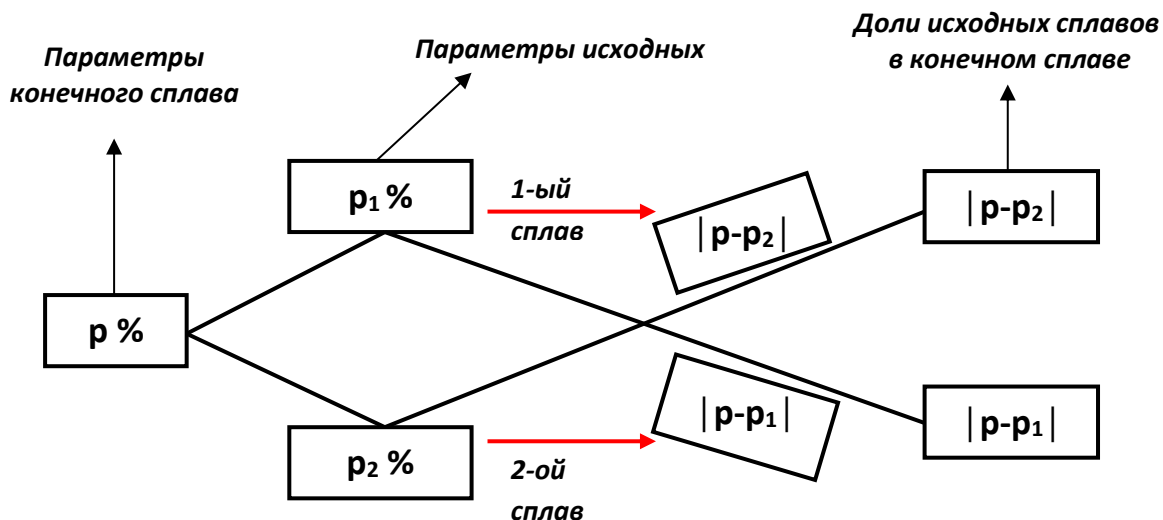 Параметры
конечного сплава
Параметры исходных
Доли исходных сплавов
в конечном сплаве
p₁ %
1-ый
сплав
|p-p₂|
|p-p₂|
p %
|p-p₁|
|p-p₁|
p₂ %
2-ой
сплав